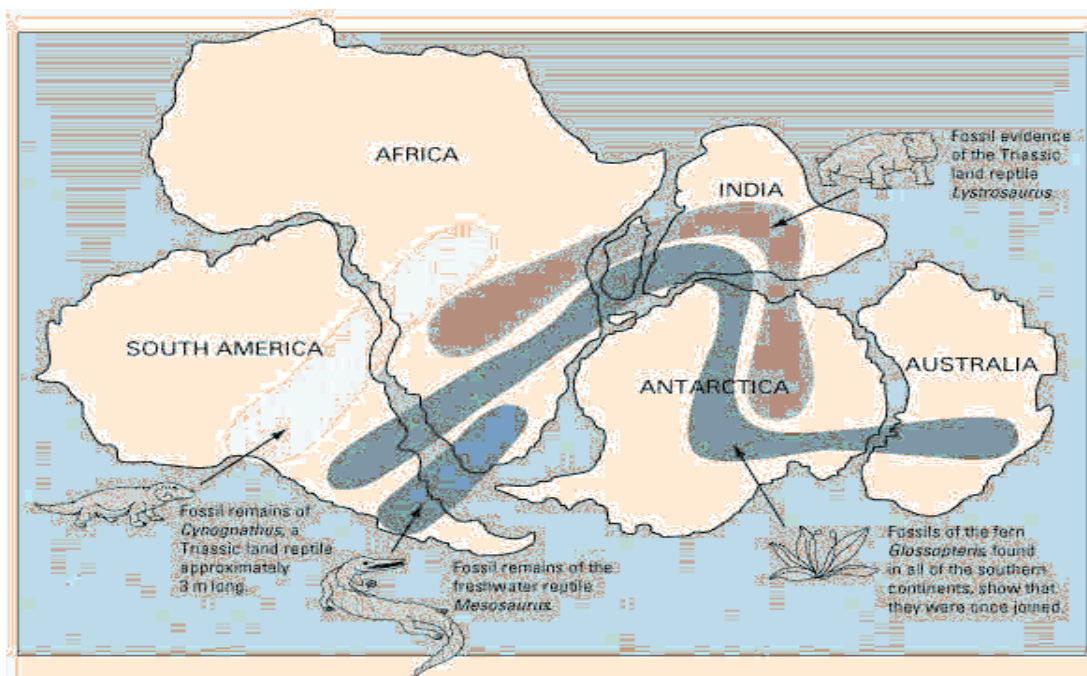 AFRICA
INDIA
Fossil evidence
of the Triassic
land reptile
Lystrosaurus.
SOUTH AMERICA
ANTARCTICA
AUSTRALIA
Fossil remains of
Cynognathus, a
Triassic land reptile
approximately
3 m long.
Fossil remains of the
freshwater reptile
Mesosaurus.
Fossils of the fern
Glossopteris, found
in all of the southern
continents, show that
they were once joined.